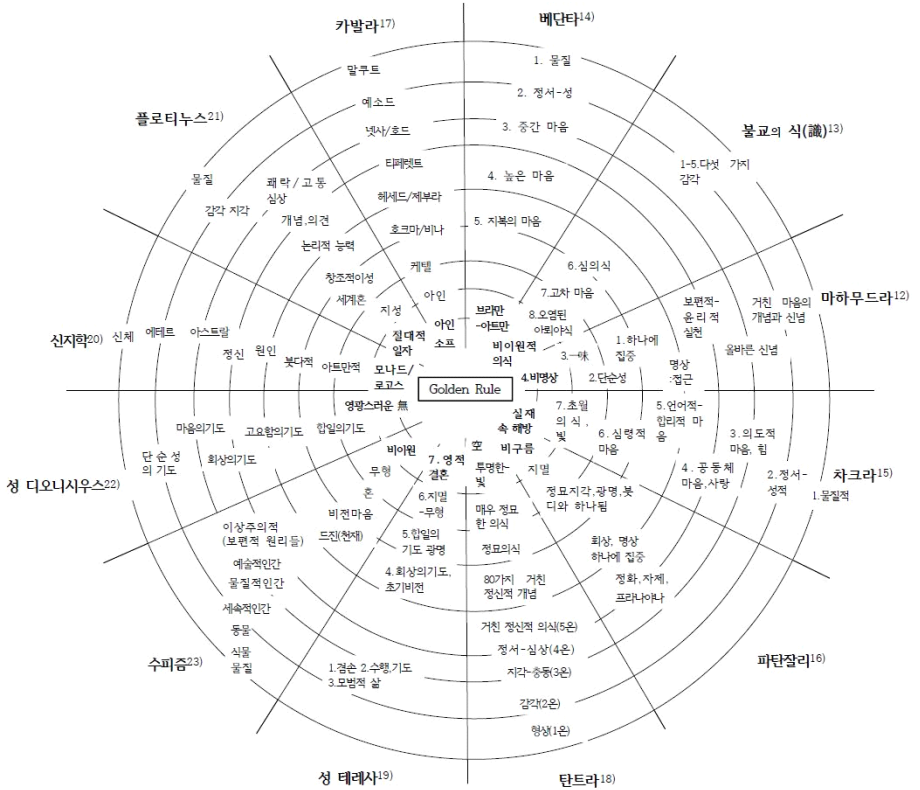 카발라17)
베단타14)
플로티누스21)
불교의 식(識)13)
마하무드라12)
신지학20)
차크라15)
성 디오니시우스22)
파탄잘리16)
수피즘23)
성 테레사19)
탄트라18)
말쿠트
예소드
넷사/호드
티페렛트
헤세드/제부라
호크마/비나
케텔
아인
아인
소프
1. 물질
2. 정서-성
3. 중간 마음
4. 높은 마음
5. 지복의 마음
6.심의식
7.고차 마음
브라만
-아트만
1-5.다섯 가지
감각
8.오염된
아뢰야식
비이원적
의식
거친 마음의
개념과 신념
올바른 신념
보편적-
윤리적
실천
명상
:접근
1.하나에
집중
2.단순성
3.一味
4.비명상
물질
감각 지각
쾌락/고통
심상
개념,의견
논리적 능력
창조적이성
세계혼
지성
절대적
일자
신체
에테르
아스트랄
정신
원인
붓다적
아트만적
모나드/
로고스
Golden Rule
1.물질적
2.정서-
성적
3.의도적
마음, 힘
4.공동체
마음,사랑
5.언어적-
합리적 마
음
6.심령적
마음
7.초월
의식,
빛
실재
속 해방
단순성
의 기도
마음의기도
회상의기도
고요함의기도
합일의기도
영광스러운 無
정화,자제,
프라나야나
회상, 명상
하나에 집중
정묘지각,광명,붓
디와 하나됨
지멸
비구름
물질
식물
동물
세속적인간
물질적인간
예술적인간
이상주의적
(보편적 원리들)
드진(천재)
비전마음
혼
무형
비이원
1.겸손 2.수행,기도
3.모범적 삶
4.회상의기도,
초기비전
5.합일의
기도 광명
6.지멸
-무형
7.영적
결혼
형상(1온)
감각(2온)
지각-충동(3온)
정서-심상(4온)
거친 정신적 의식(5온)
80가지 거친
정신적 개념
정묘의식
매우 정묘
한 의식
투명한-
빛
空